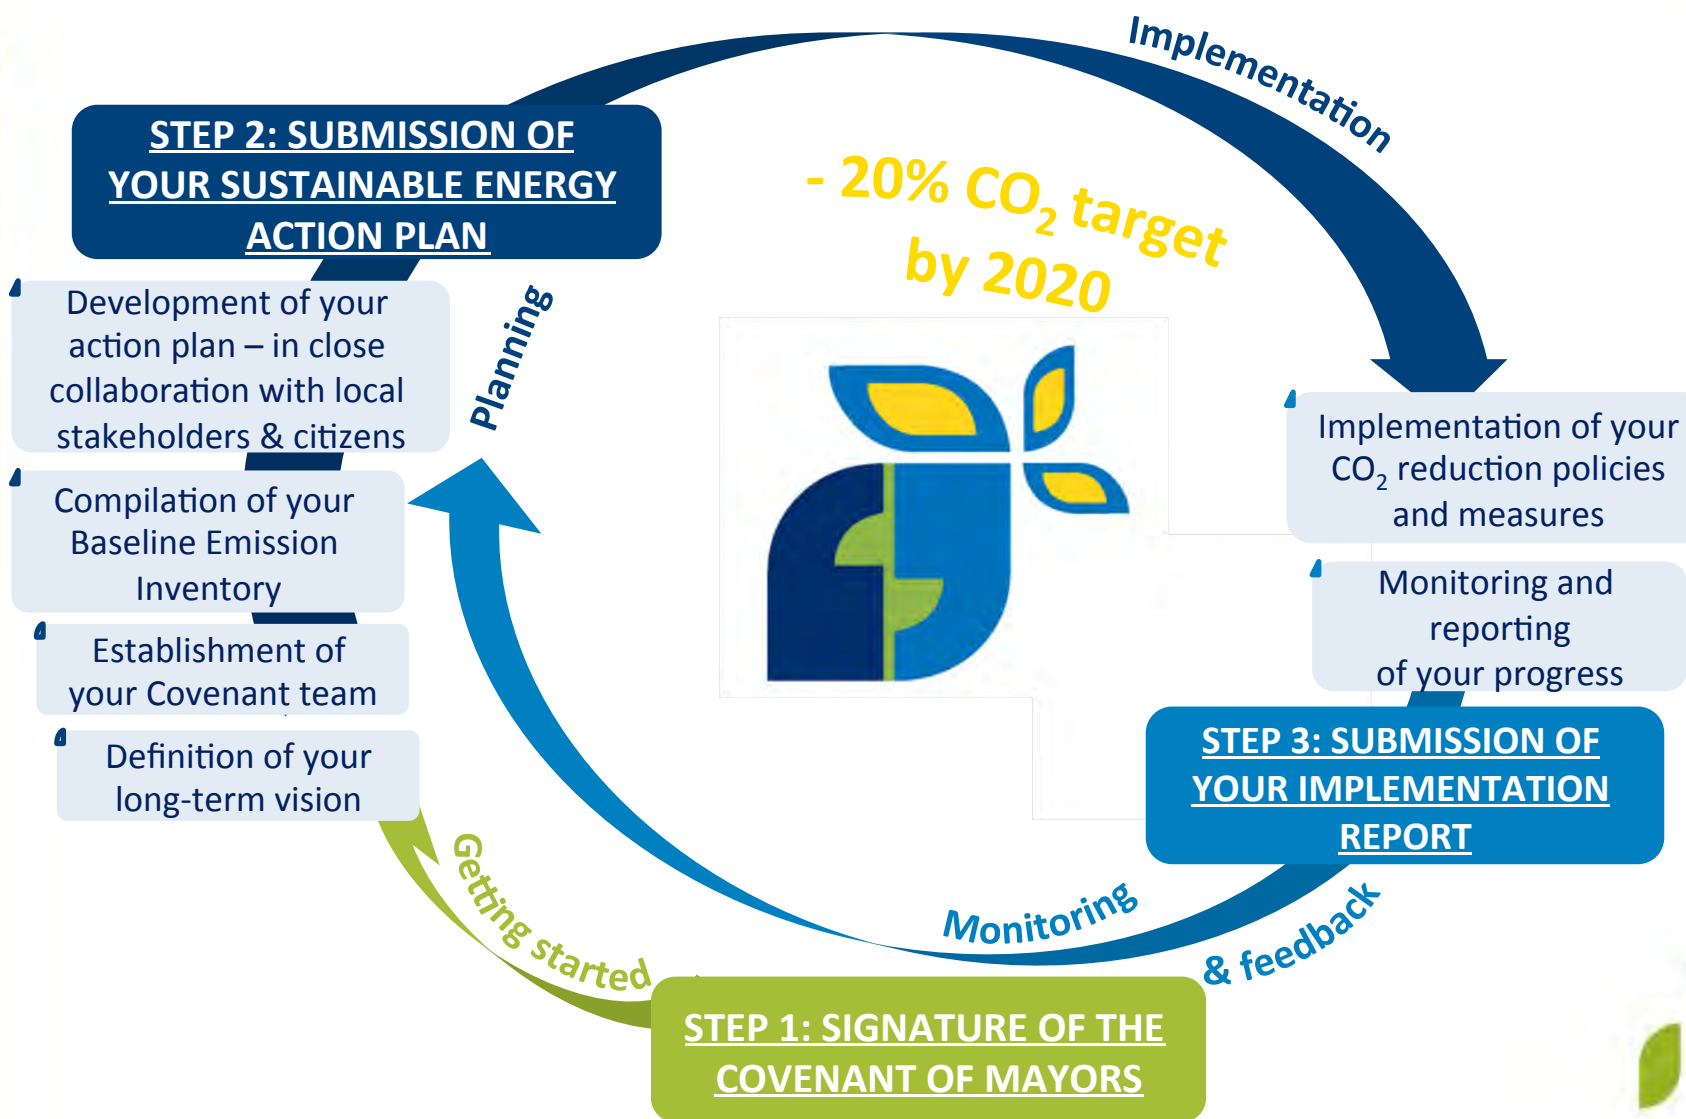 Implementation
STEP 2: SUBMISSION OF
YOUR SUSTAINABLE ENERGY
ACTION PLAN
- 20% CO₂ target
by 2020
Planning
Development of your
action plan – in close
collaboration with local
stakeholders & citizens
Compilation of your
Baseline Emission
Inventory
Establishment of
your Covenant team
Definition of your
long-term vision
Implementation of your
CO₂ reduction policies
and measures
Monitoring and
reporting
of your progress
STEP 3: SUBMISSION OF
YOUR IMPLEMENTATION
REPORT
Getting started
Monitoring
& feedback
STEP 1: SIGNATURE OF THE
COVENANT OF MAYORS